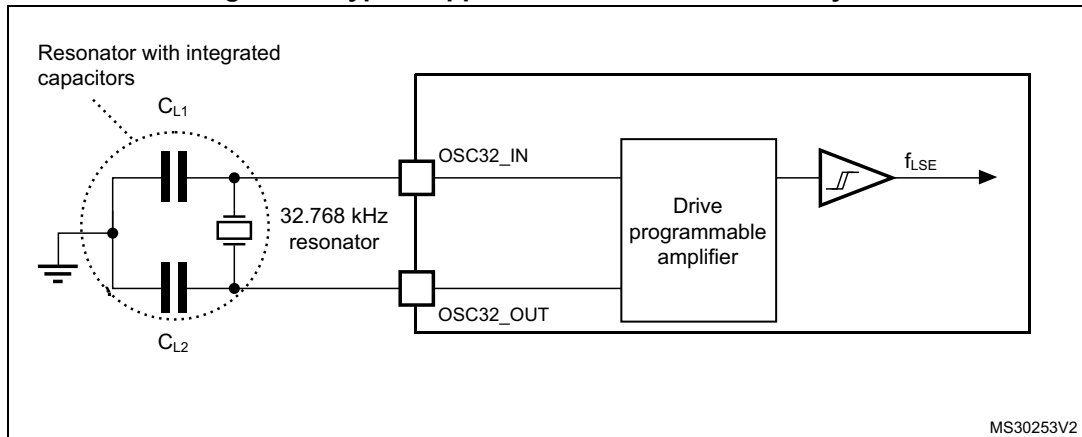 Resonator with integrated
capacitors
CL1
OSC32_IN
32.768 kHz
resonator
Drive
programmable
amplifier
fLSE
OSC32_OUT
CL2
MS30253V2